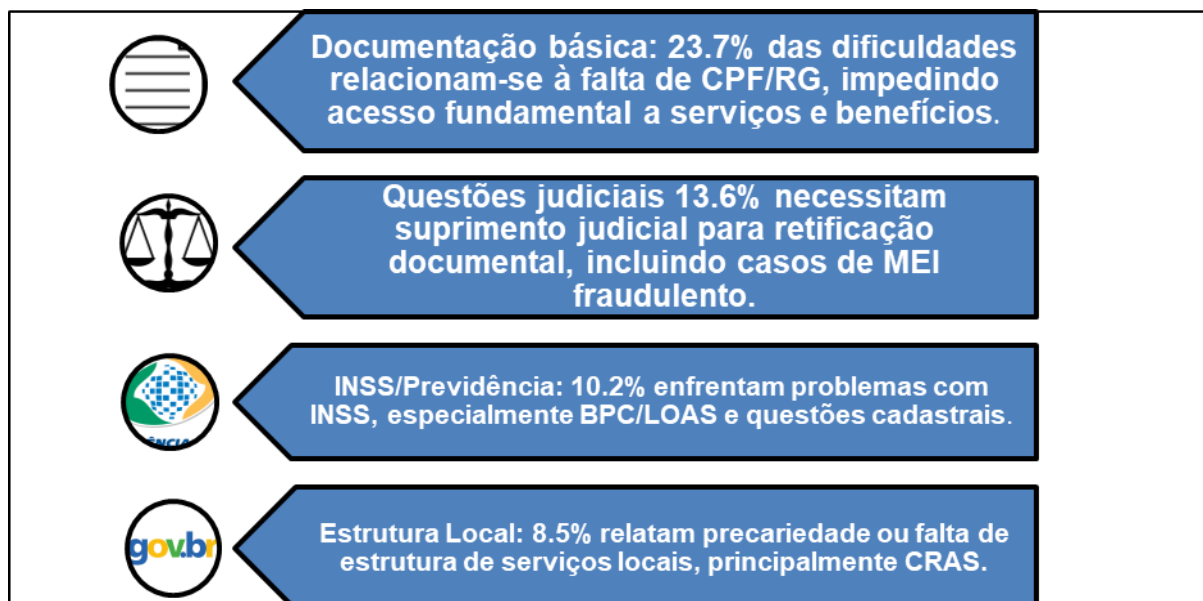 Documentação básica: 23.7% das dificuldades
relacionam-se à falta de CPF/RG, impedindo
acesso fundamental a serviços e benefícios.
Questões judiciais 13.6% necessitam
suprimento judicial para retificação
documental, incluindo casos de MEI
fraudulento.
INSS/Previdência: 10.2% enfrentam problemas com
INSS, especialmente BPC/LOAS e questões cadastrais.
ÊNCIA
gov.br
Estrutura Local: 8.5% relatam precariedade ou falta de
estrutura de serviços locais, principalmente CRAS.